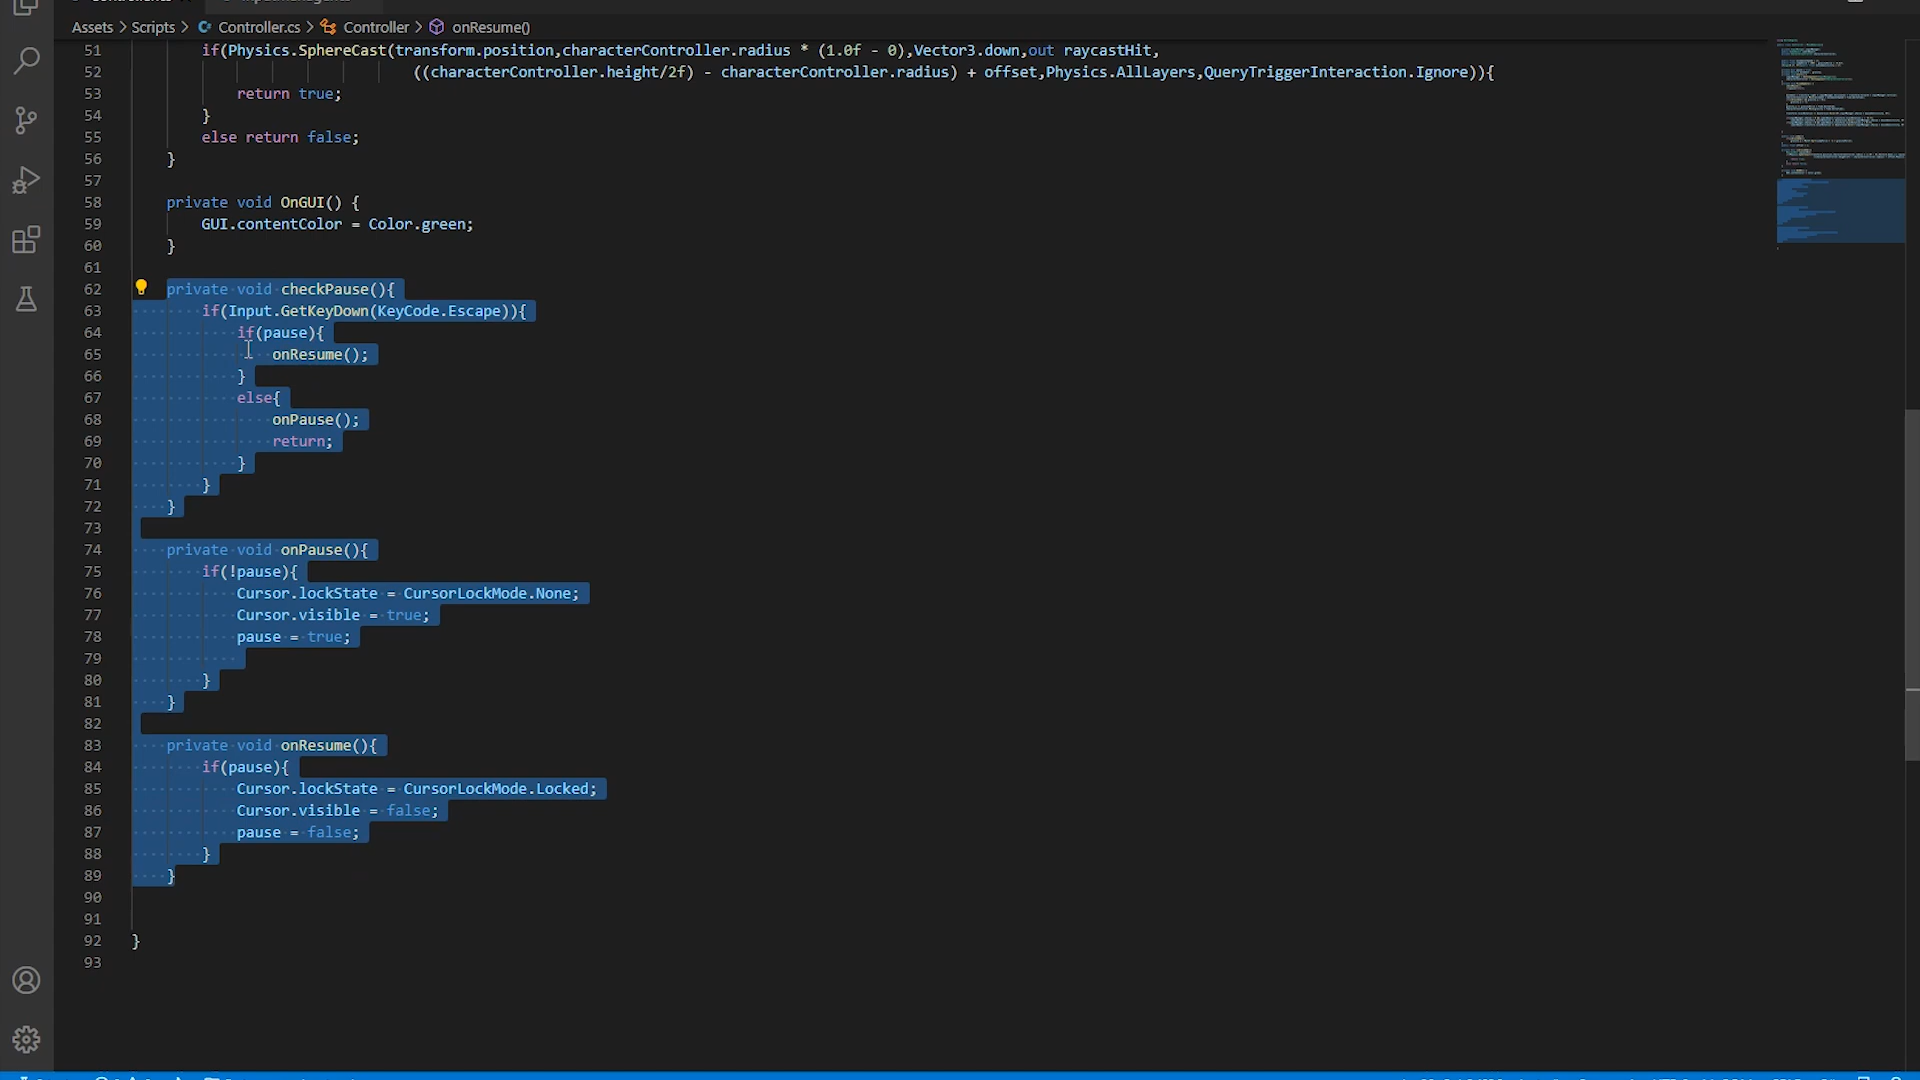 Assets > Scripts > Controller.cs > Controller > onResume()
51 if(Physics.SphereCast(transform.position,characterController.radius * (1.0f - 0),Vector3.down,out raycastHit,
52 ((characterController.height/2f) - characterController.radius) + offset,Physics.AllLayers,QueryTriggerInteraction.Ignore)){
53 return true;
54 }
55 else return false;
56 }
57
58 private void OnGUI() {
59 GUI.contentColor = Color.green;
60 }
61
62 private void checkPause(){
63 if(Input.GetKeyDown(KeyCode.Escape)){
64 if(pause){
65 onResume();
66 }
67 else{
68 onPause();
69 return;
70 }
71 }
72 }
73
74 private void onPause(){
75 if(!pause){
76 Cursor.lockState = CursorLockMode.None;
77 Cursor.visible = true;
78 pause = true;
79
80 }
81 }
82
83 private void onResume(){
84 if(pause){
85 Cursor.lockState = CursorLockMode.Locked;
86 Cursor.visible = false;
87 pause = false;
88 }
89 }
90
91
92 }
93